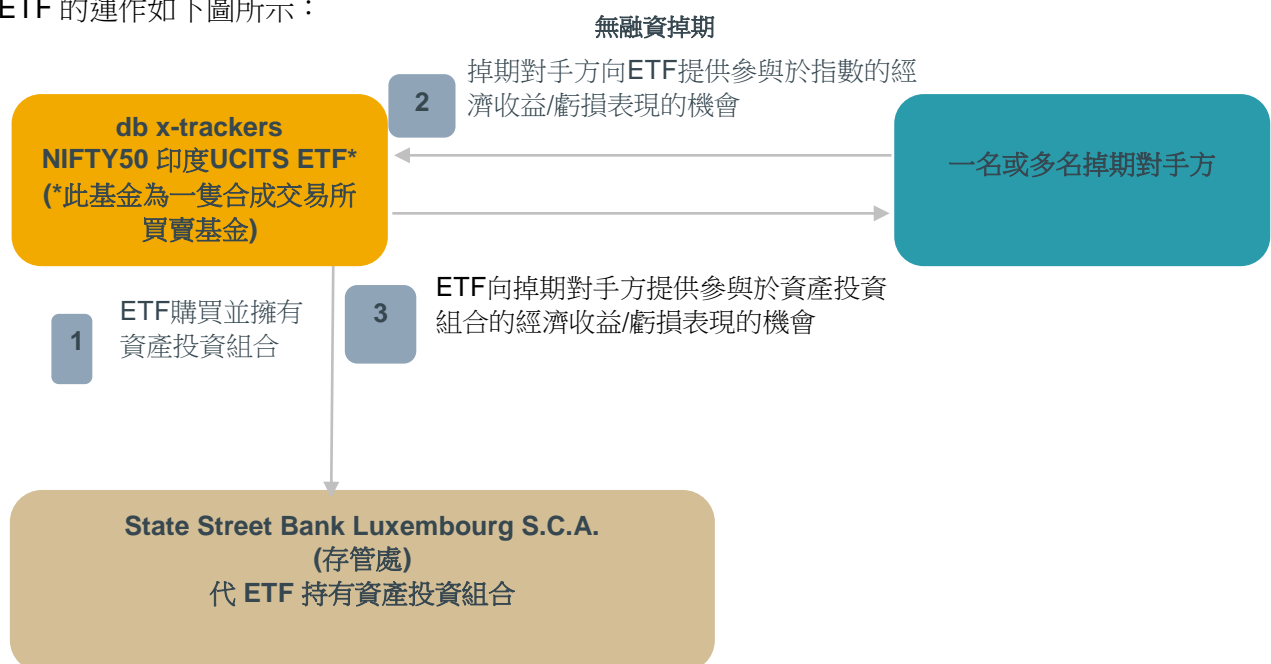 ETF 的運作如下圖所示：
無融資掉期
2
掉期對手方向ETF提供參與於指數的經
濟收益/虧損表現的機會
db x-trackers
NIFTY50 印度UCITS ETF*
(*此基金為一隻合成交易所
買賣基金)
一名或多名掉期對手方
1
ETF購買並擁有
資產投資組合
3
ETF向掉期對手方提供參與於資產投資
組合的經濟收益/虧損表現的機會
State Street Bank Luxembourg S.C.A.
(存管處)
代 ETF 持有資產投資組合